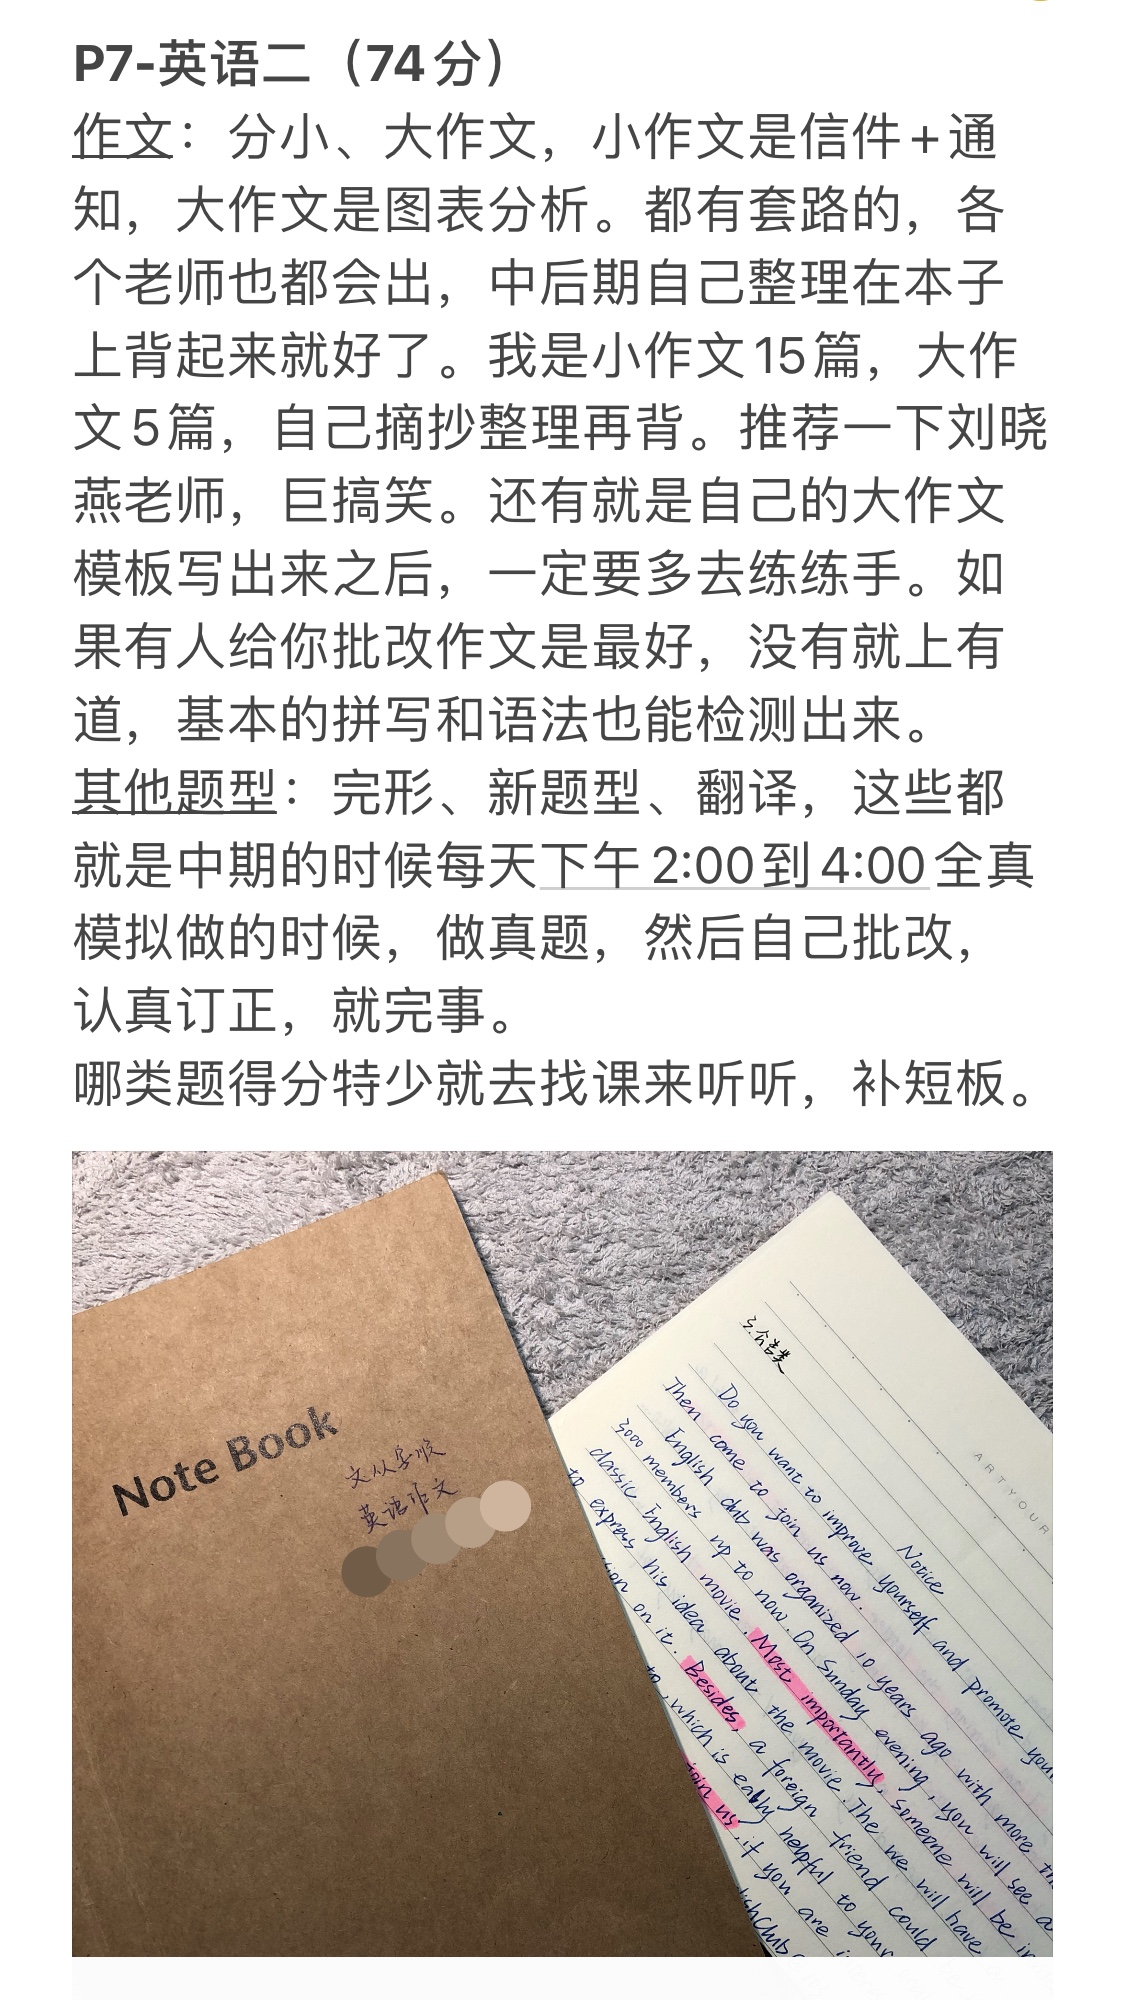 P7-英语二（74分）
作文：分小、大作文，小作文是信件+通
知，大作文是图表分析。都有套路的，各
个老师也都会出，中后期自己整理在本子
上背起来就好了。我是小作文15篇，大作
文5篇，自己摘抄整理再背。推荐一下刘晓
燕老师，巨搞笑。还有就是自己的大作文
模板写出来之后，一定要多去练练手。如
果有人给你批改作文是最好，没有就上有
道，基本的拼写和语法也能检测出来。
其他题型：完形、新题型、翻译，这些都
就是中期的时候每天下午2:00到4:00全真
模拟做的时候，做真题，然后自己批改，
认真订正，就完事。
哪类题得分特少就去找课来听听，补短板。
Note Book
文从字顺
英语作文
ARTYOUR
3.告类
Notice
Do you want to improve yourself and promote your
Then come to join us now.
English club was organized 10 years ago with more th
3000 members up to now. On Sunday evening, you will see a
classic English movie. Most importantly, someone will be in
to express his idea about the movie. The we will have
on it. Besides, a foreign friend could
to, which is eably helpful to your
join us, if you are i
shClub